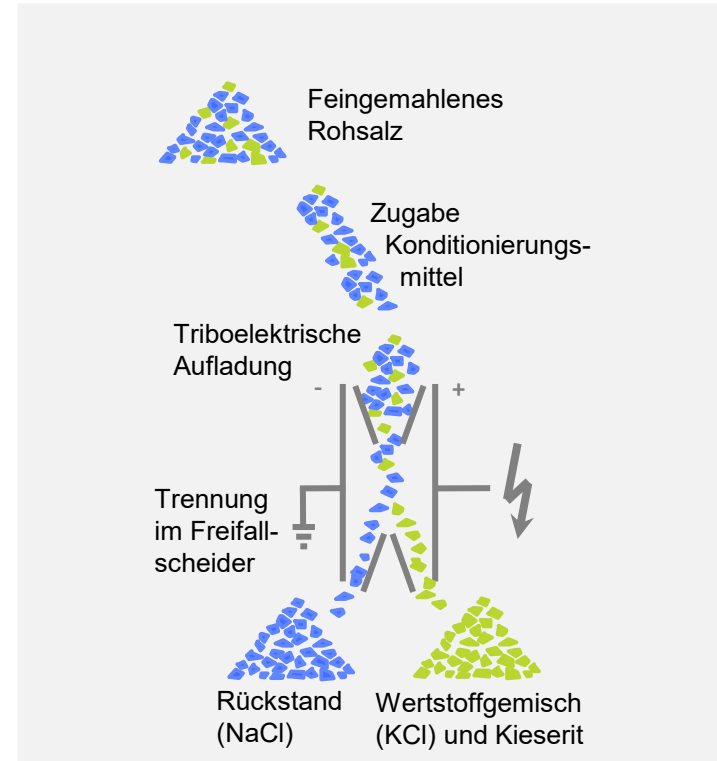 Feingemahlenes
Rohsalz
Zugabe
Konditionierungs-
mittel
Triboelektrische
Aufladung
- +
Trennung
im Freifall-
scheider
Rückstand
(NaCl)
Wertstoffgemisch
(KCl) und Kieserit